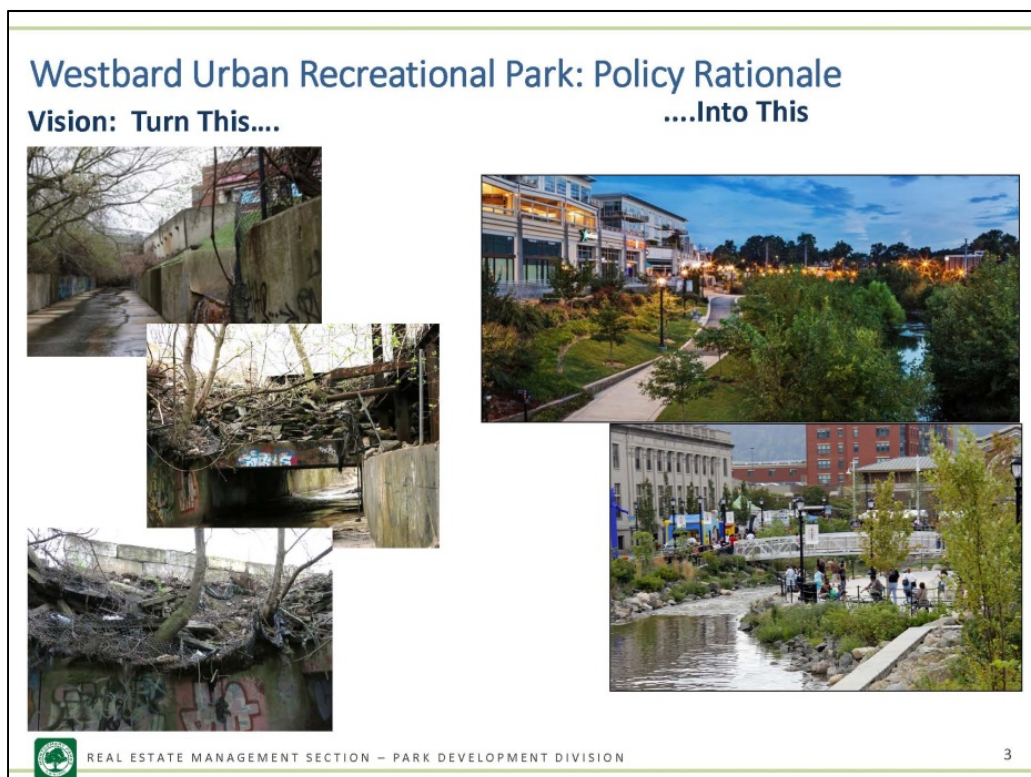 Westbard Urban Recreational Park: Policy Rationale
Vision: Turn This....
....Into This
REAL ESTATE MANAGEMENT SECTION – PARK DEVELOPMENT DIVISION
3